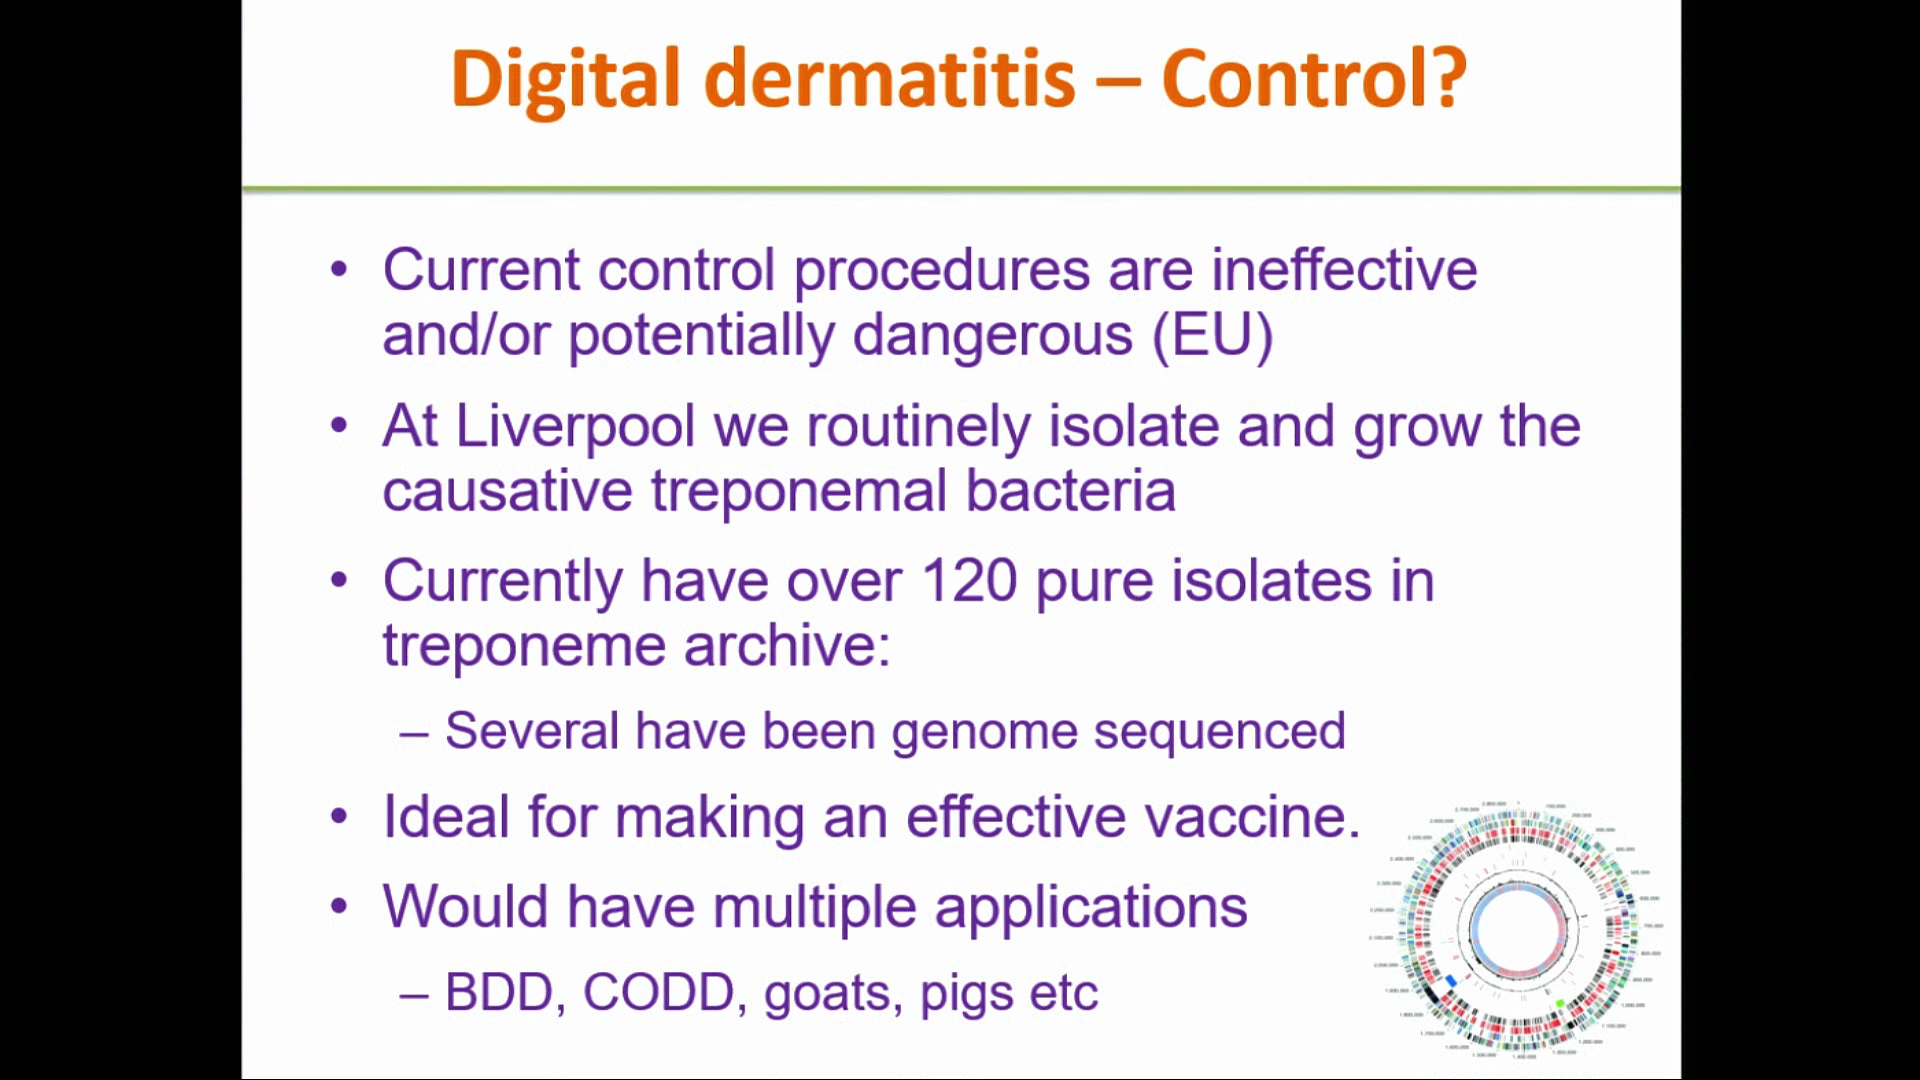 Digital dermatitis – Control?
• Current control procedures are ineffective
and/or potentially dangerous (EU)
• At Liverpool we routinely isolate and grow the
causative treponemal bacteria
• Currently have over 120 pure isolates in
treponeme archive:
– Several have been genome sequenced
• Ideal for making an effective vaccine.
• Would have multiple applications
– BDD, CODD, goats, pigs etc